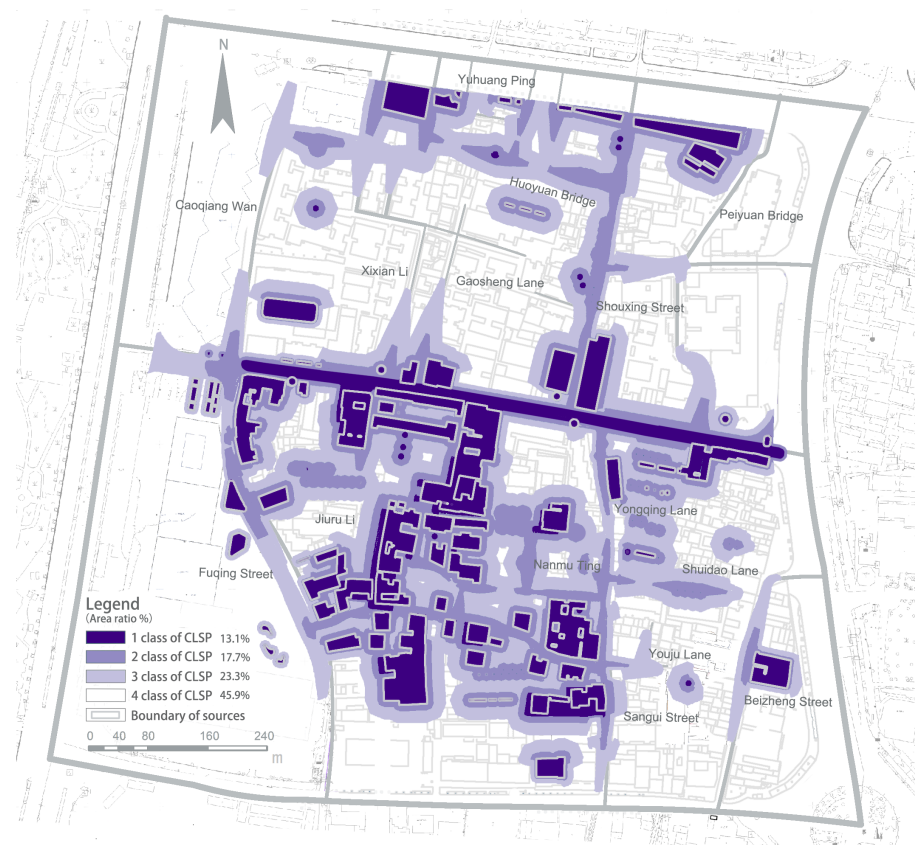 N
Yuhuang Ping
Huoyuan Bridge
Caoqiang Wan
Peiyuan Bridge
Xixian Li
Gaosheng Lane
Shouxing Street
Yongqing Lane
Jiuru Li
Nanmu Ting
Shuidao Lane
Fuqing Street
Youju Lane
Beizheng Street
Sangui Street
Legend
(Area ratio %)
1 class of CLSP 13.1%
2 class of CLSP 17.7%
3 class of CLSP 23.3%
4 class of CLSP 45.9%
Boundary of sources
0 40 80 160 240
m